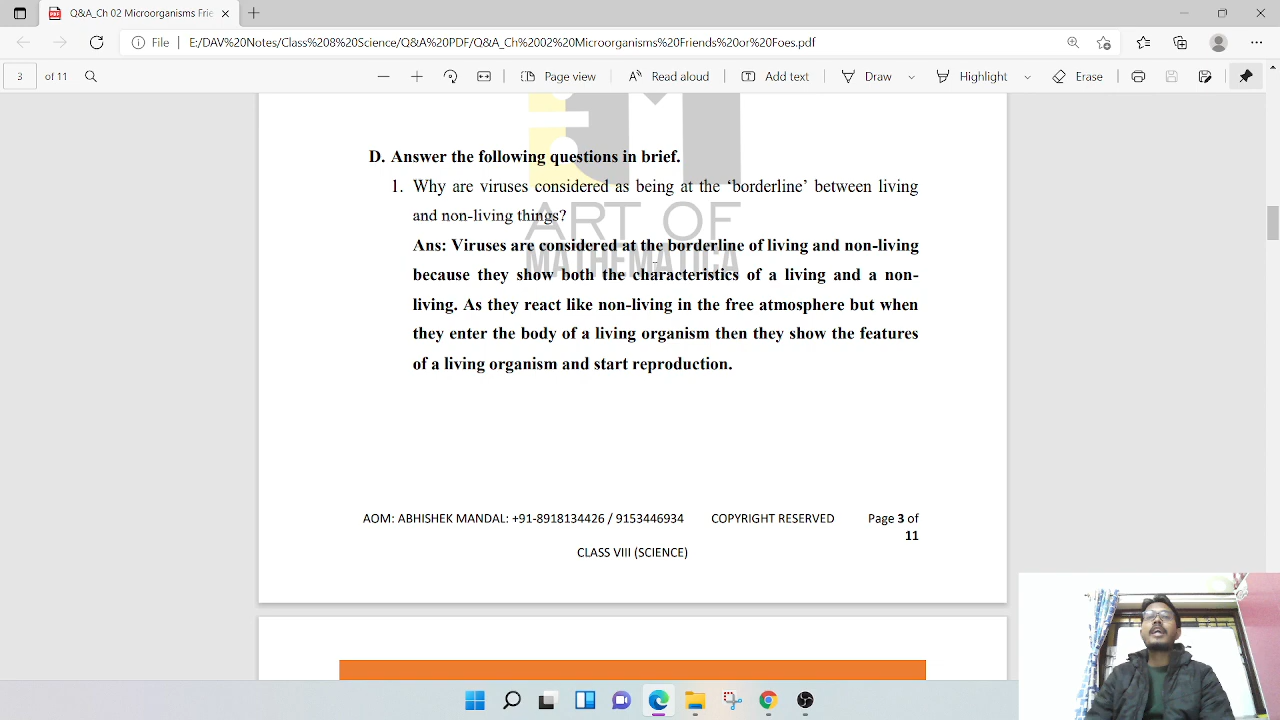 Q&A_Ch 02 Microorganisms Frie
File
E:/DAV%20Notes/Class%208%20Science/Q&A%20PDF/Q&A_Ch%2002%20Microorganisms%20Friends%20or%20Foes.pdf
3 of 11
Page view
Read aloud
Add text
Draw
Highlight
Erase
D. Answer the following questions in brief.
1. Why are viruses considered as being at the ‘borderline’ between living
and non-living things?
ART OF
MATHEMATICA
Ans: Viruses are considered at the borderline of living and non-living
because they show both the characteristics of a living and a non-
living. As they react like non-living in the free atmosphere but when
they enter the body of a living organism then they show the features
of a living organism and start reproduction.
AOM: ABHISHEK MANDAL: +91-8918134426 / 9153446934 COPYRIGHT RESERVED Page 3 of
11
CLASS VIII (SCIENCE)